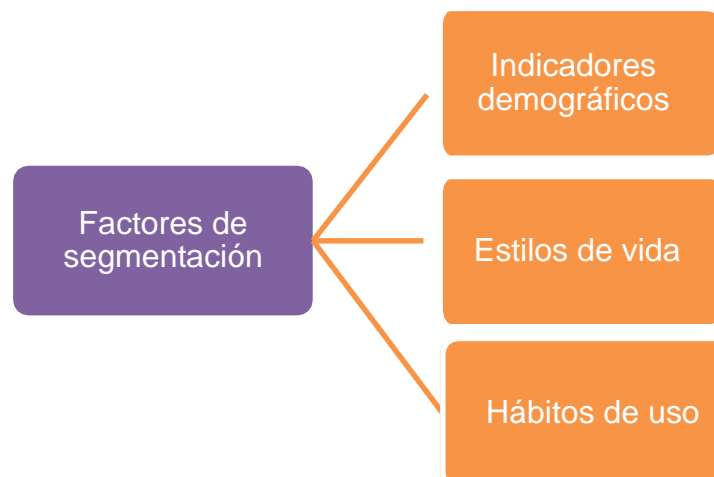 Indicadores
demográficos
Factores de
segmentación
Estilos de vida
Hábitos de uso